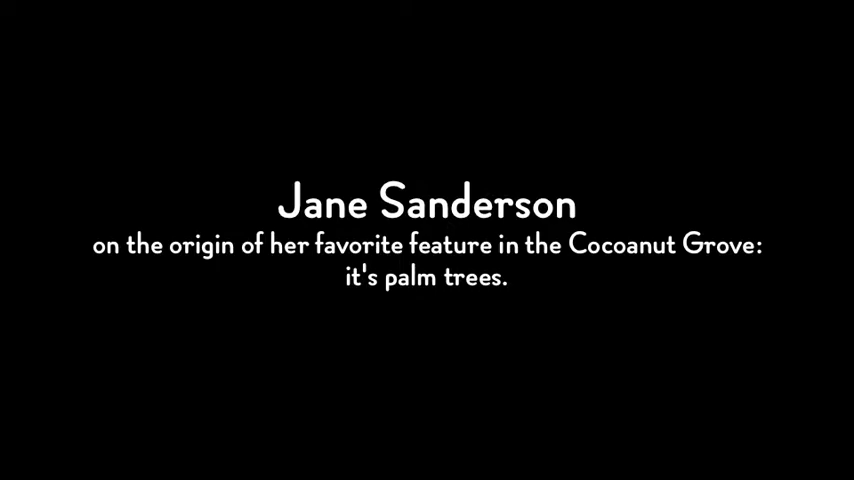 Jane Sanderson
on the origin of her favorite feature in the Cocoanut Grove:
it's palm trees.